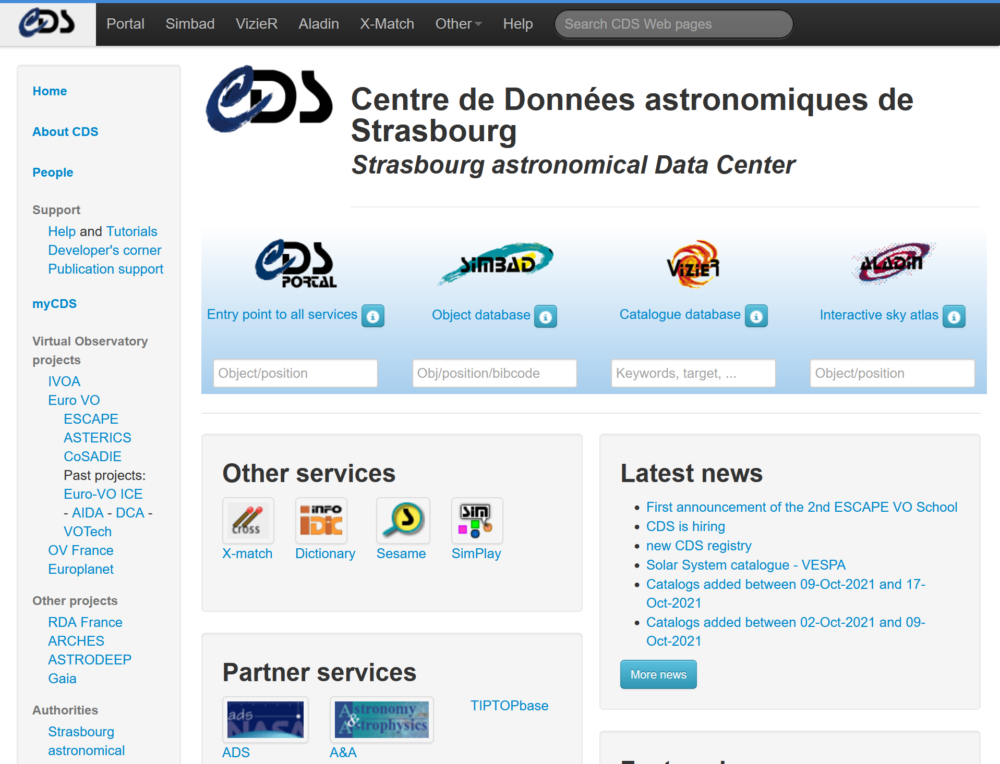 CDS
Portal Simbad VizieR Aladin X-Match Other Help Search CDS Web pages
Home
About CDS
People
Support
Help and Tutorials
Developer's corner
Publication support
myCDS
Virtual Observatory
projects
IVOA
Euro VO
ESCAPE
ASTERICS
CoSADIE
Past projects:
Euro-VO ICE
- AIDA - DCA -
VOTech
OV France
Europlanet
Other projects
RDA France
ARCHES
ASTRODEEP
Gaia
Authorities
Strasbourg
astronomical
CDS
Centre de Données astronomiques de
Strasbourg
Strasbourg astronomical Data Center
CDS PORTAL
SIMBAD
VIZIER
ALADIN
Entry point to all services
Object database
Catalogue database
Interactive sky atlas
Object/position
Obj/position/bibcode
Keywords, target, ...
Object/position
Other services
cross
INFO
IDIC
S
SIM
X-match
Dictionary
Sesame
SimPlay
Partner services
ads
NASA
Astronomy
&
Astrophysics
TIPTOPbase
ADS
A&A
Latest news
First announcement of the 2nd ESCAPE VO School
CDS is hiring
new CDS registry
Solar System catalogue - VESPA
Catalogs added between 09-Oct-2021 and 17-
Oct-2021
Catalogs added between 02-Oct-2021 and 09-
Oct-2021
More news